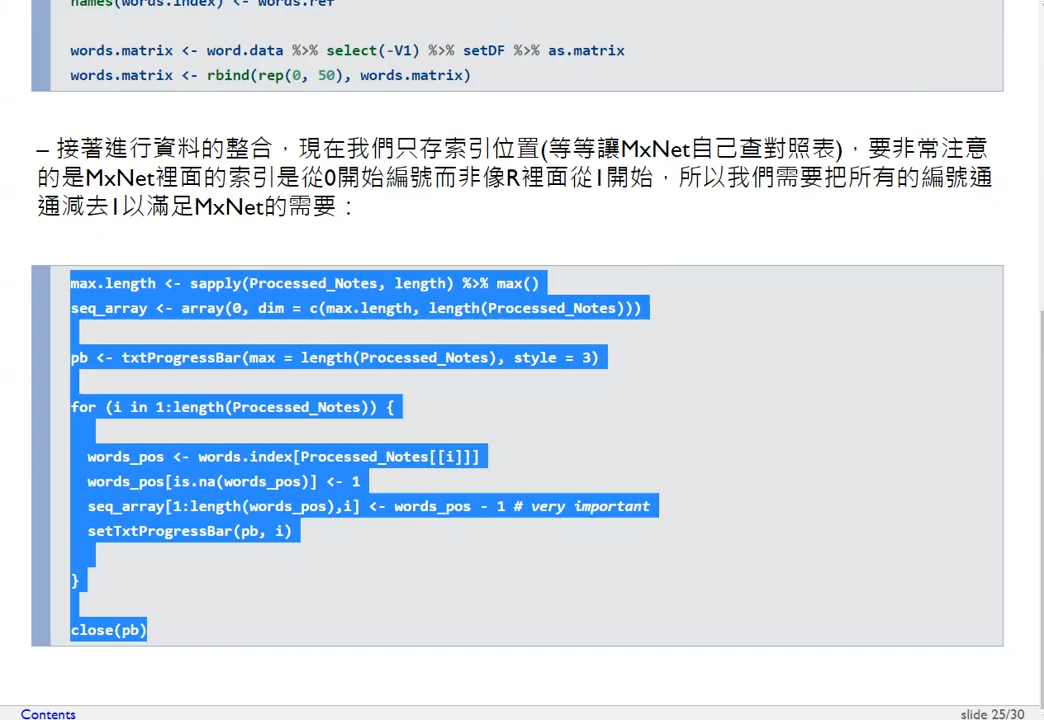 names(words.index) <- words.ref
words.matrix <- word.data %>% select(-V1) %>% setDF %>% as.matrix
words.matrix <- rbind(rep(0, 50), words.matrix)
– 接著進行資料的整合，現在我們只存索引位置(等等讓MxNet自己查對照表)，要非常注意
的是MxNet裡面的索引是從0開始編號而非像R裡面從1開始，所以我們需要把所有的編號通
通減去1以滿足MxNet的需要：
max.length <- sapply(Processed_Notes, length) %>% max()
seq_array <- array(0, dim = c(max.length, length(Processed_Notes)))
pb <- txtProgressBar(max = length(Processed_Notes), style = 3)
for (i in 1:length(Processed_Notes)) {
words_pos <- words.index[Processed_Notes[[i]]]
words_pos[is.na(words_pos)] <- 1
seq_array[1:length(words_pos),i] <- words_pos - 1 # very important
setTxtProgressBar(pb, i)
}
close(pb)
Contents
slide 25/30